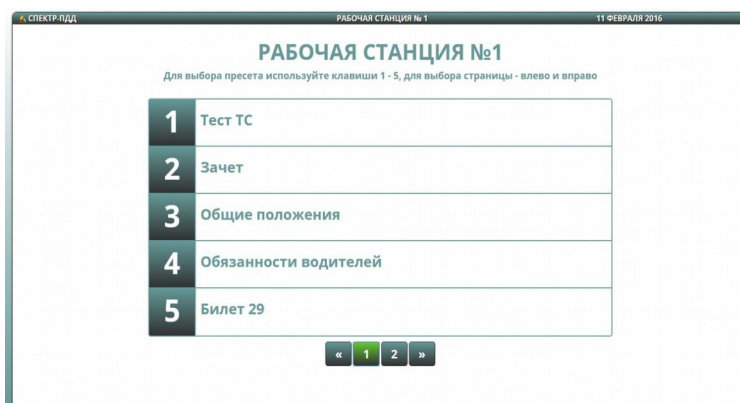 СПЕКТР-ПДД РАБОЧАЯ СТАНЦИЯ № 1 11 ФЕВРАЛЯ 2016
РАБОЧАЯ СТАНЦИЯ №1
Для выбора пресета используйте клавиши 1 - 5, для выбора страницы - влево и вправо
1 Тест ТС
2 Зачет
3 Общие положения
4 Обязанности водителей
5 Билет 29
« 1 2 »